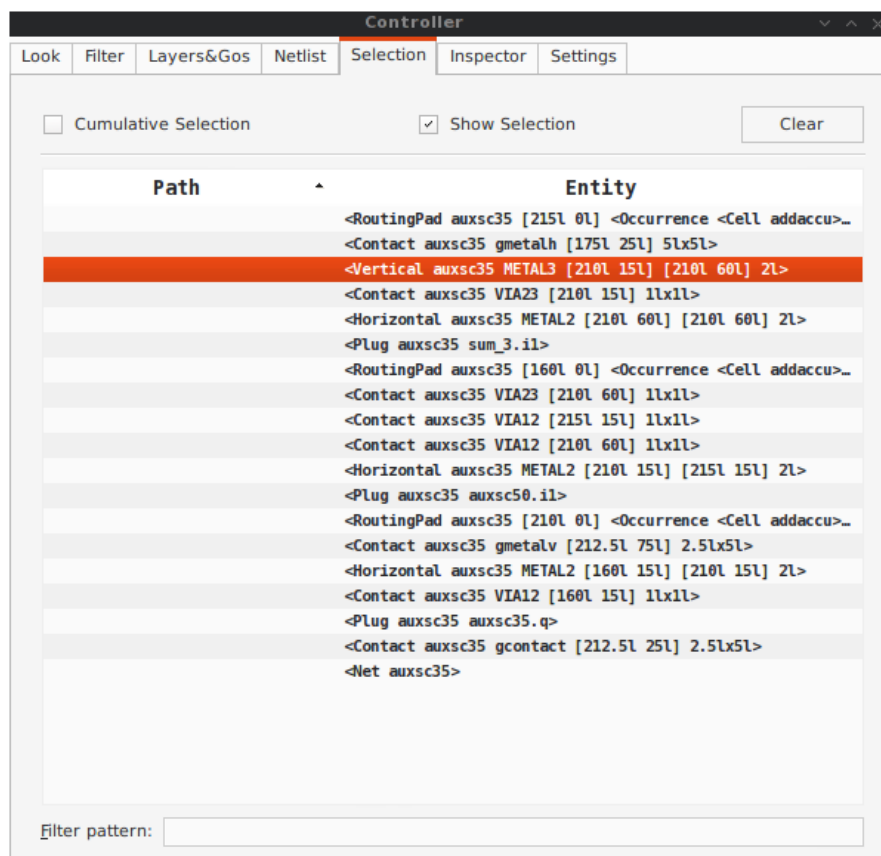 Controller
Look Filter Layers&Gos Netlist Selection Inspector Settings
Cumulative Selection Show Selection Clear
Path Entity
<RoutingPad auxsc35 [215l 0l] <Occurrence <Cell addaccu>…
<Contact auxsc35 gmetalh [175l 25l] 5lx5l>
<Vertical auxsc35 METAL3 [210l 15l] [210l 60l] 2l>
<Contact auxsc35 VIA23 [210l 15l] 1lx1l>
<Horizontal auxsc35 METAL2 [210l 60l] [210l 60l] 2l>
<Plug auxsc35 sum_3.i1>
<RoutingPad auxsc35 [160l 0l] <Occurrence <Cell addaccu>…
<Contact auxsc35 VIA23 [210l 60l] 1lx1l>
<Contact auxsc35 VIA12 [215l 15l] 1lx1l>
<Contact auxsc35 VIA12 [210l 60l] 1lx1l>
<Horizontal auxsc35 METAL2 [210l 15l] [215l 15l] 2l>
<Plug auxsc35 auxsc50.i1>
<RoutingPad auxsc35 [210l 0l] <Occurrence <Cell addaccu>…
<Contact auxsc35 gmetalv [212.5l 75l] 2.5lx5l>
<Horizontal auxsc35 METAL2 [160l 15l] [210l 15l] 2l>
<Contact auxsc35 VIA12 [160l 15l] 1lx1l>
<Plug auxsc35 auxsc35.q>
<Contact auxsc35 gcontact [212.5l 25l] 2.5lx5l>
<Net auxsc35>
Filter pattern: